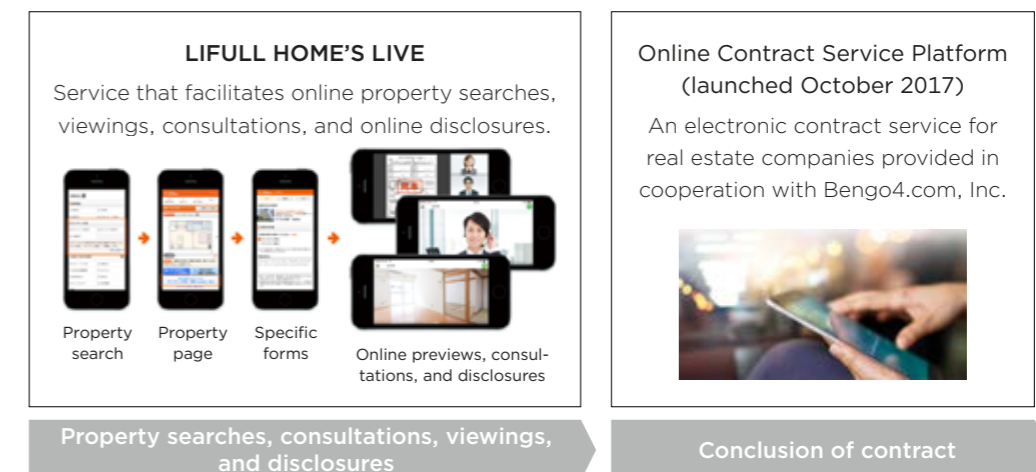 LIFULL HOME'S LIVE
Service that facilitates online property searches,
viewings, consultations, and online disclosures.
Property
search
Property
page
Specific
forms
Online previews, consul-
tations, and disclosures
Property searches, consultations, viewings,
and disclosures
Online Contract Service Platform
(launched October 2017)
An electronic contract service for
real estate companies provided in
cooperation with Bengo4.com, Inc.
Conclusion of contract